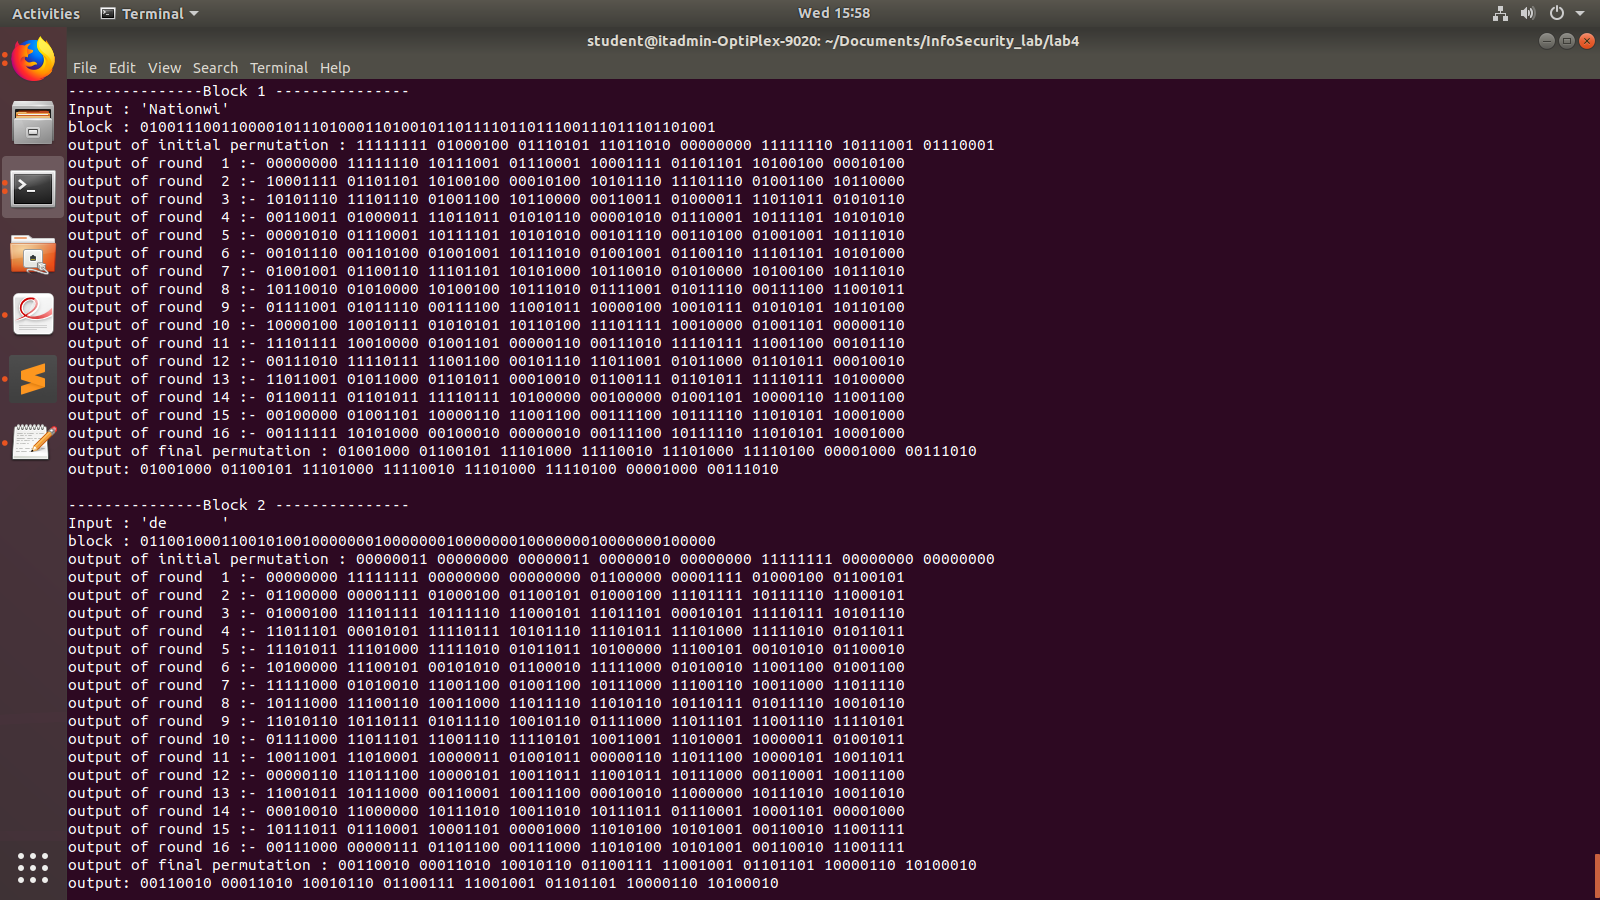 Activities Terminal Wed 15:58
student@itadmin-OptiPlex-9020: ~/Documents/InfoSecurity_lab/lab4
File Edit View Search Terminal Help
---------------Block 1 ---------------
Input : 'Nationwi'
block : 0100111001100001011101000110100101101111011011100111011101101001
output of initial permutation : 11111111 01000100 01110101 11011010 00000000 11111110 10111001 01110001
output of round  1 :- 00000000 11111110 10111001 01110001 10001111 01101101 10100100 00010100
output of round  2 :- 10001111 01101101 10100100 00010100 10101110 11101110 01001100 10110000
output of round  3 :- 10101110 11101110 01001100 10110000 00110011 01000011 11011011 01010110
output of round  4 :- 00110011 01000011 11011011 01010110 00001010 01110001 10111101 10101010
output of round  5 :- 00001010 01110001 10111101 10101010 00101110 00110100 01001001 10111010
output of round  6 :- 00101110 00110100 01001001 10111010 01001001 01100110 11101101 10101000
output of round  7 :- 01001001 01100110 11101101 10101000 10110010 01010000 10100100 10111010
output of round  8 :- 10110010 01010000 10100100 10111010 01111001 01011110 00111100 11001011
output of round  9 :- 01111001 01011110 00111100 11001011 10000100 10010111 01010101 10110100
output of round 10 :- 10000100 10010111 01010101 10110100 11101111 10010000 01001101 00000110
output of round 11 :- 11101111 10010000 01001101 00000110 00111010 11110111 11001100 00101110
output of round 12 :- 00111010 11110111 11001100 00101110 11011001 01011000 01101011 00010010
output of round 13 :- 11011001 01011000 01101011 00010010 01100111 01101011 11110111 10100000
output of round 14 :- 01100111 01101011 11110111 10100000 00100000 01001101 10000110 11001100
output of round 15 :- 00100000 01001101 10000110 11001100 00111100 10111110 11010101 10001000
output of round 16 :- 00111111 10101000 00100010 00000010 00111100 10111110 11010101 10001000
output of final permutation : 01001000 01100101 11101000 11110010 11101000 11110100 00001000 00111010
output: 01001000 01100101 11101000 11110010 11101000 11110100 00001000 00111010
---------------Block 2 ---------------
Input : 'de      '
block : 0110010001100101001000000010000000100000001000000010000000100000
output of initial permutation : 00000011 00000000 00000011 00000010 00000000 11111111 00000000 00000000
output of round  1 :- 00000000 11111111 00000000 00000000 01100000 00001111 01000100 01100101
output of round  2 :- 01100000 00001111 01000100 01100101 01000100 11101111 10111110 11000101
output of round  3 :- 01000100 11101111 10111110 11000101 11011101 00010101 11110111 10101110
output of round  4 :- 11011101 00010101 11110111 10101110 11101011 11101000 11111010 01011011
output of round  5 :- 11101011 11101000 11111010 01011011 10100000 11100101 00101010 01100010
output of round  6 :- 10100000 11100101 00101010 01100010 11111000 01010010 11001100 01001100
output of round  7 :- 11111000 01010010 11001100 01001100 10111000 11100110 10011000 11011110
output of round  8 :- 10111000 11100110 10011000 11011110 11010110 10110111 01011110 10010110
output of round  9 :- 11010110 10110111 01011110 10010110 01111000 11011101 11001110 11110101
output of round 10 :- 01111000 11011101 11001110 11110101 10011001 11010001 10000011 01001011
output of round 11 :- 10011001 11010001 10000011 01001011 00000110 11011100 10000101 10011011
output of round 12 :- 00000110 11011100 10000101 10011011 11001011 10111000 00110001 10011100
output of round 13 :- 11001011 10111000 00110001 10011100 00010010 11000000 10111010 10011010
output of round 14 :- 00010010 11000000 10111010 10011010 10111011 01110001 10001101 00001000
output of round 15 :- 10111011 01110001 10001101 00001000 11010100 10101001 00110010 11001111
output of round 16 :- 00111000 00000111 01101100 00111000 11010100 10101001 00110010 11001111
output of final permutation : 00110010 00011010 10010110 01100111 11001001 01101101 10000110 10100010
output: 00110010 00011010 10010110 01100111 11001001 01101101 10000110 10100010